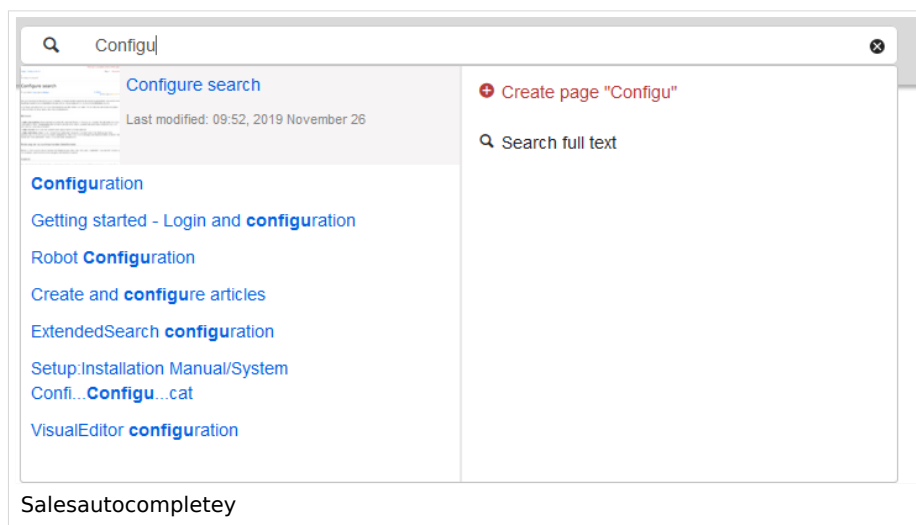 Configu
Configure search
Last modified: 09:52, 2019 November 26
Configuration
Getting started - Login and configuration
Robot Configuration
Create and configure articles
ExtendedSearch configuration
Setup:Installation Manual/System
Confi...Configu...cat
VisualEditor configuration
Create page "Configu"
Search full text
Salesautocompletey